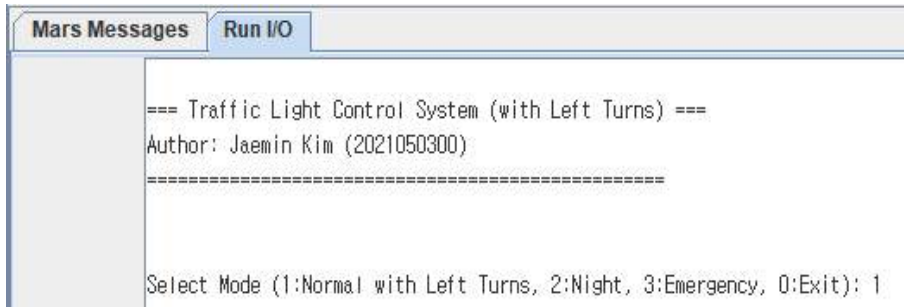 Mars Messages Run I/O
=== Traffic Light Control System (with Left Turns) ===
Author: Jaemin Kim (2021050300)
==================================================
Select Mode (1:Normal with Left Turns, 2:Night, 3:Emergency, 0:Exit): 1